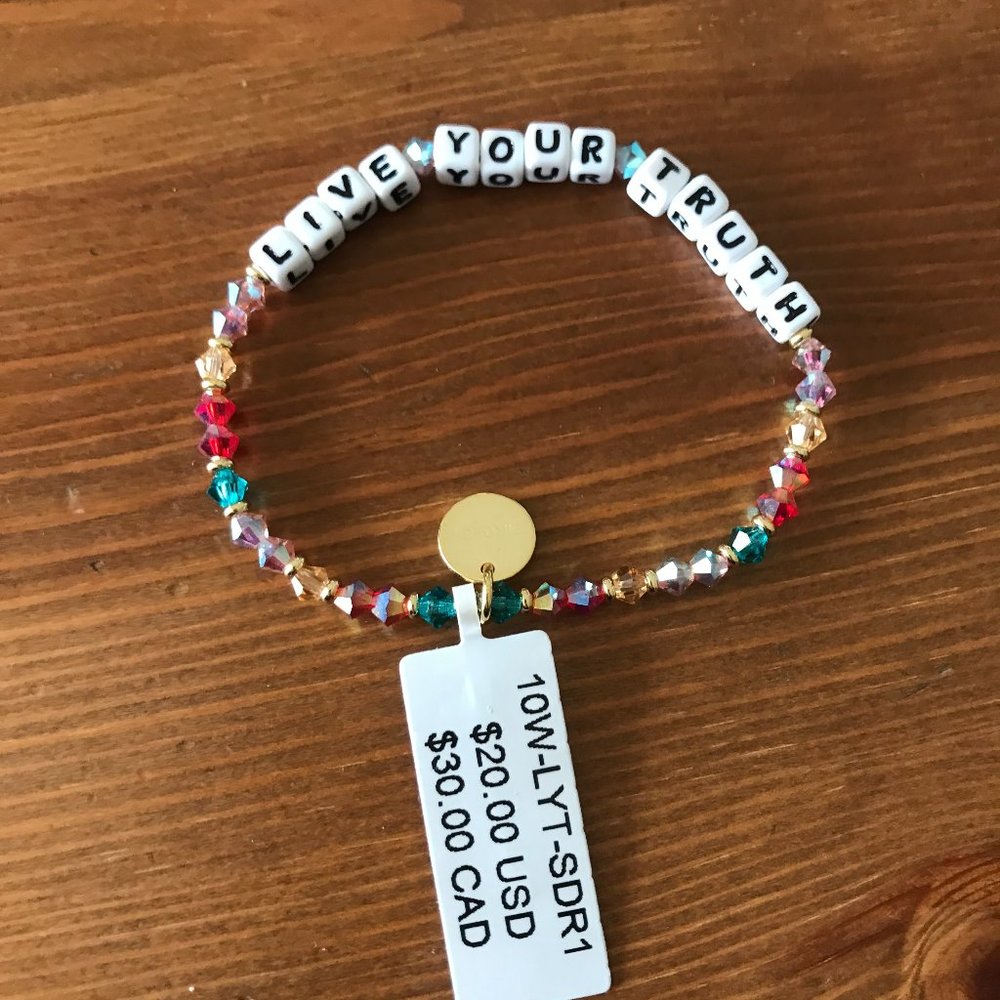 LIVE YOUR TRUTH
10W-LYT-SDR1
$20.00 USD
$30.00 CAD